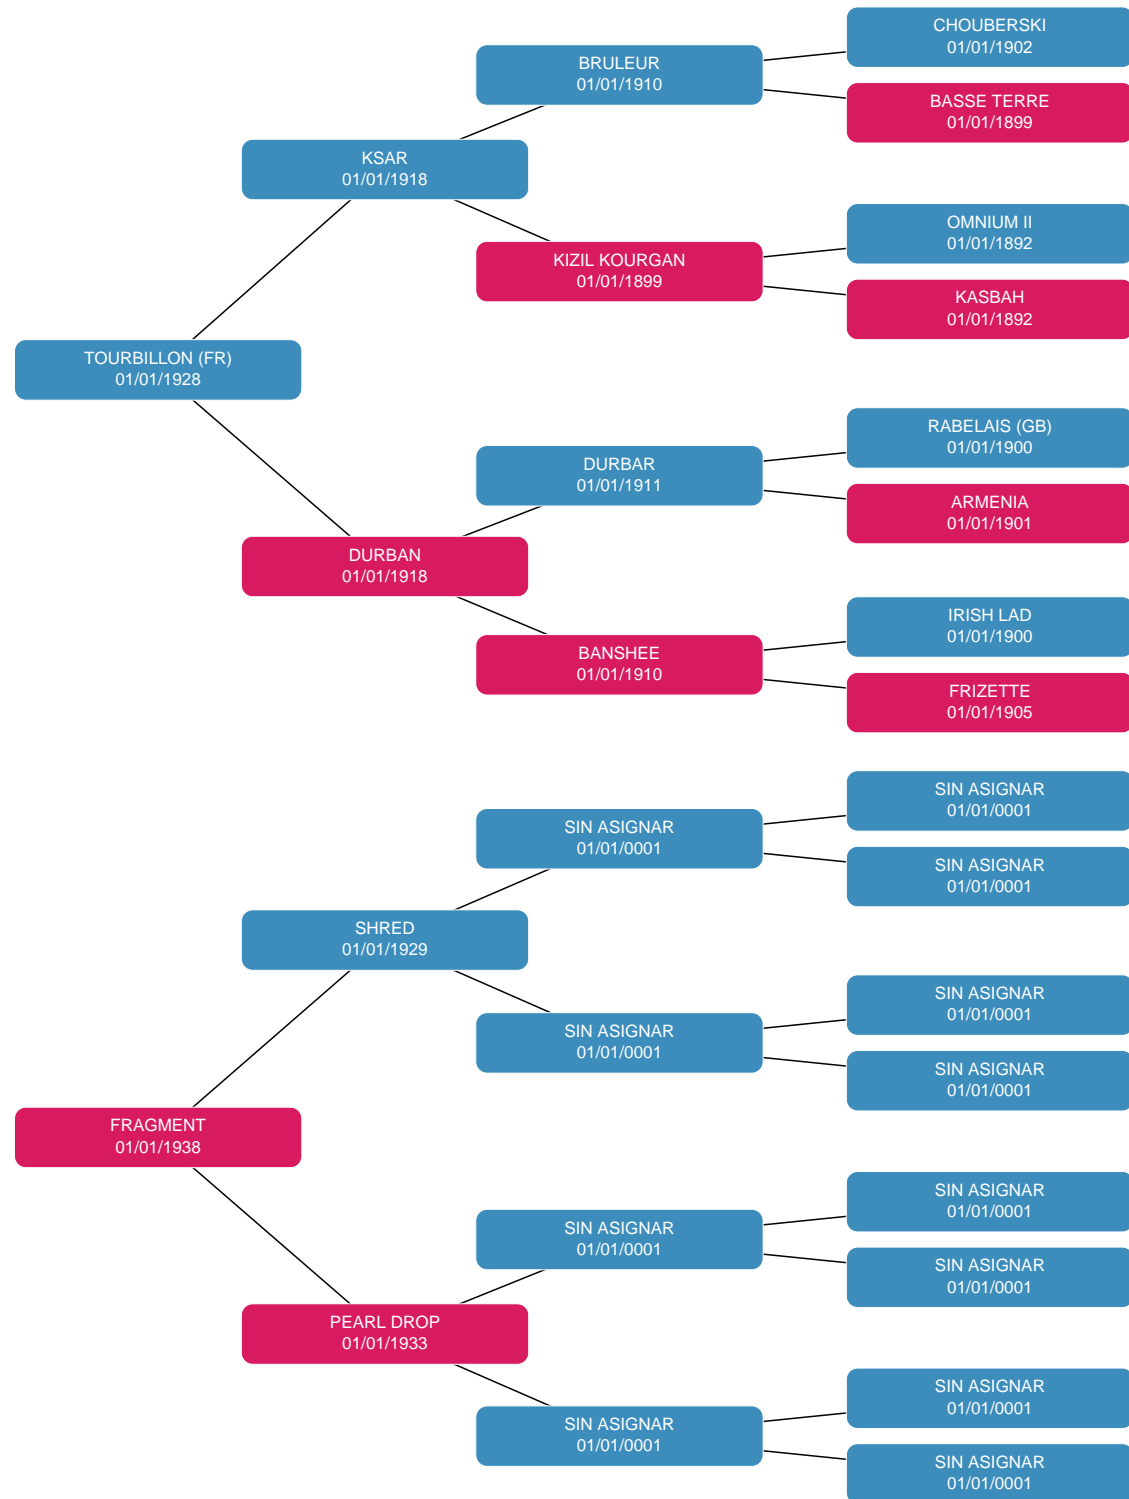 CHOUBERSKI
01/01/1902
BRULEUR
01/01/1910
BASSE TERRE
01/01/1899
KSAR
01/01/1918
OMNIUM II
01/01/1892
KIZIL KOURGAN
01/01/1899
KASBAH
01/01/1892
TOURBILLON (FR)
01/01/1928
RABELAIS (GB)
01/01/1900
DURBAR
01/01/1911
ARMENIA
01/01/1901
DURBAN
01/01/1918
IRISH LAD
01/01/1900
BANSHEE
01/01/1910
FRIZETTE
01/01/1905
SIN ASIGNAR
01/01/0001
SIN ASIGNAR
01/01/0001
SIN ASIGNAR
01/01/0001
SHRED
01/01/1929
SIN ASIGNAR
01/01/0001
SIN ASIGNAR
01/01/0001
SIN ASIGNAR
01/01/0001
FRAGMENT
01/01/1938
SIN ASIGNAR
01/01/0001
SIN ASIGNAR
01/01/0001
SIN ASIGNAR
01/01/0001
PEARL DROP
01/01/1933
SIN ASIGNAR
01/01/0001
SIN ASIGNAR
01/01/0001
SIN ASIGNAR
01/01/0001